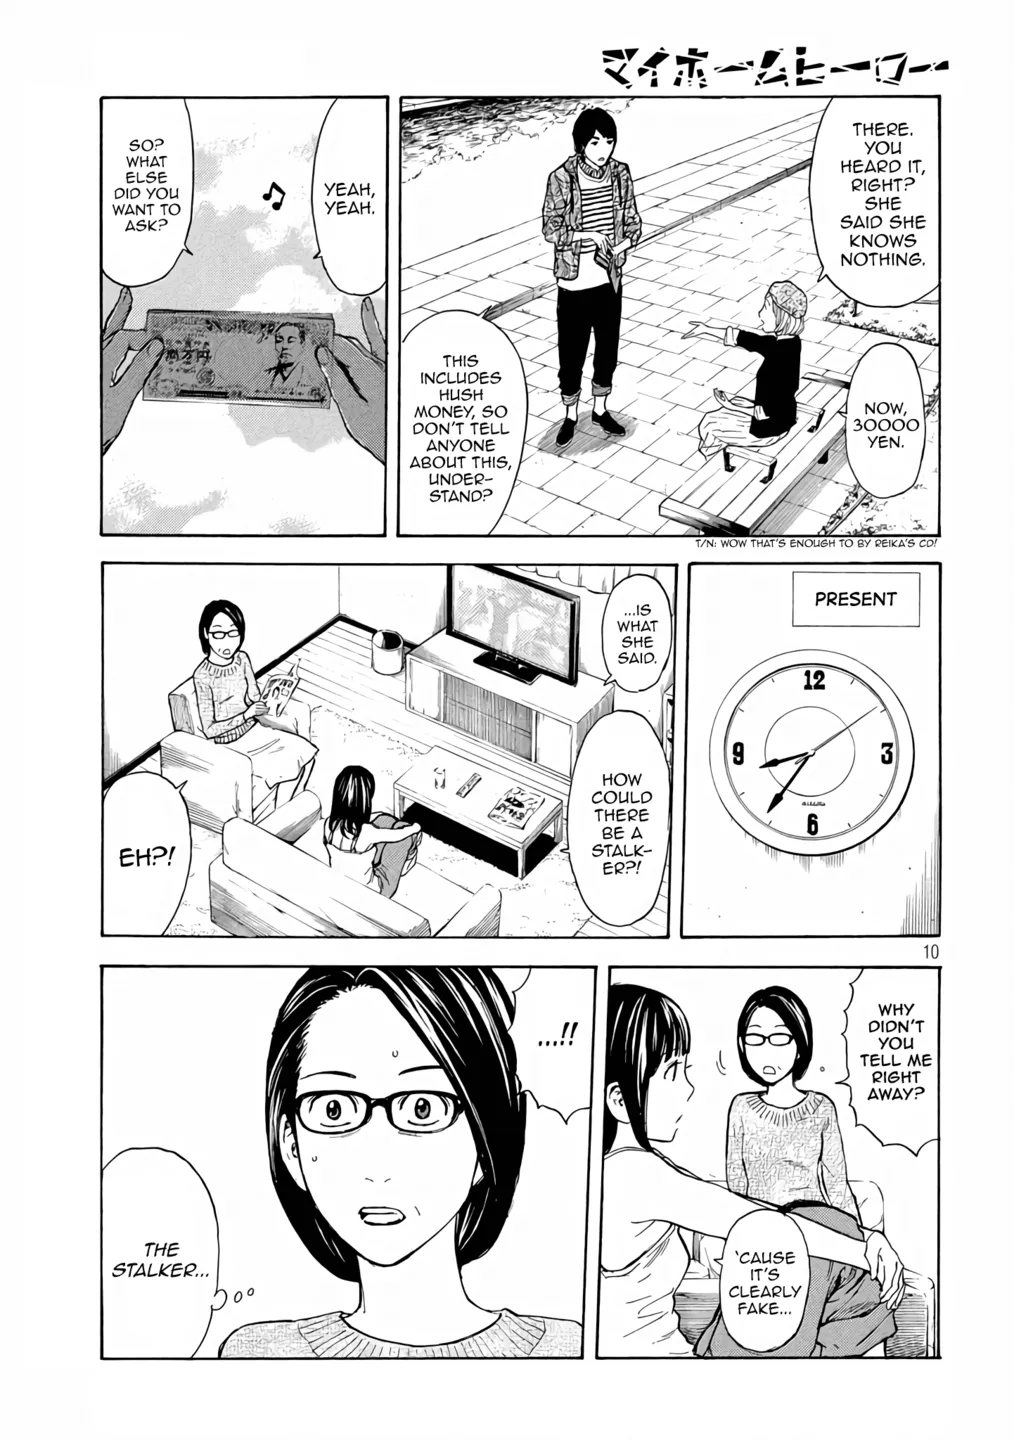 マイホームヒーロー
THERE.
YOU
HEARD IT,
RIGHT?
SHE
SAID SHE
KNOWS
NOTHING.
NOW,
30000
YEN.
THIS
INCLUDES
HUSH
MONEY, SO
DON'T TELL
ANYONE
ABOUT THIS,
UNDER-
STAND?
T/N: WOW THAT'S ENOUGH TO BY REIKA'S CD!
YEAH,
YEAH.
SO?
WHAT
ELSE
DID YOU
WANT TO
ASK?
壱万円
PRESENT
12
3
6
9
...IS
WHAT
SHE
SAID.
HOW
COULD
THERE
BE A
STALK-
ER?!
EH?!
10
WHY
DIDN'T
YOU
TELL ME
RIGHT
AWAY?
'CAUSE
IT'S
CLEARLY
FAKE...
...!!
THE
STALKER...